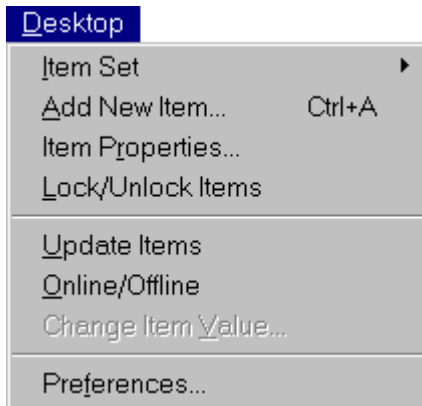 Desktop
Item Set
Add New Item... Ctrl+A
Item Properties...
Lock/Unlock Items
Update Items
Online/Offline
Change Item Value...
Preferences...